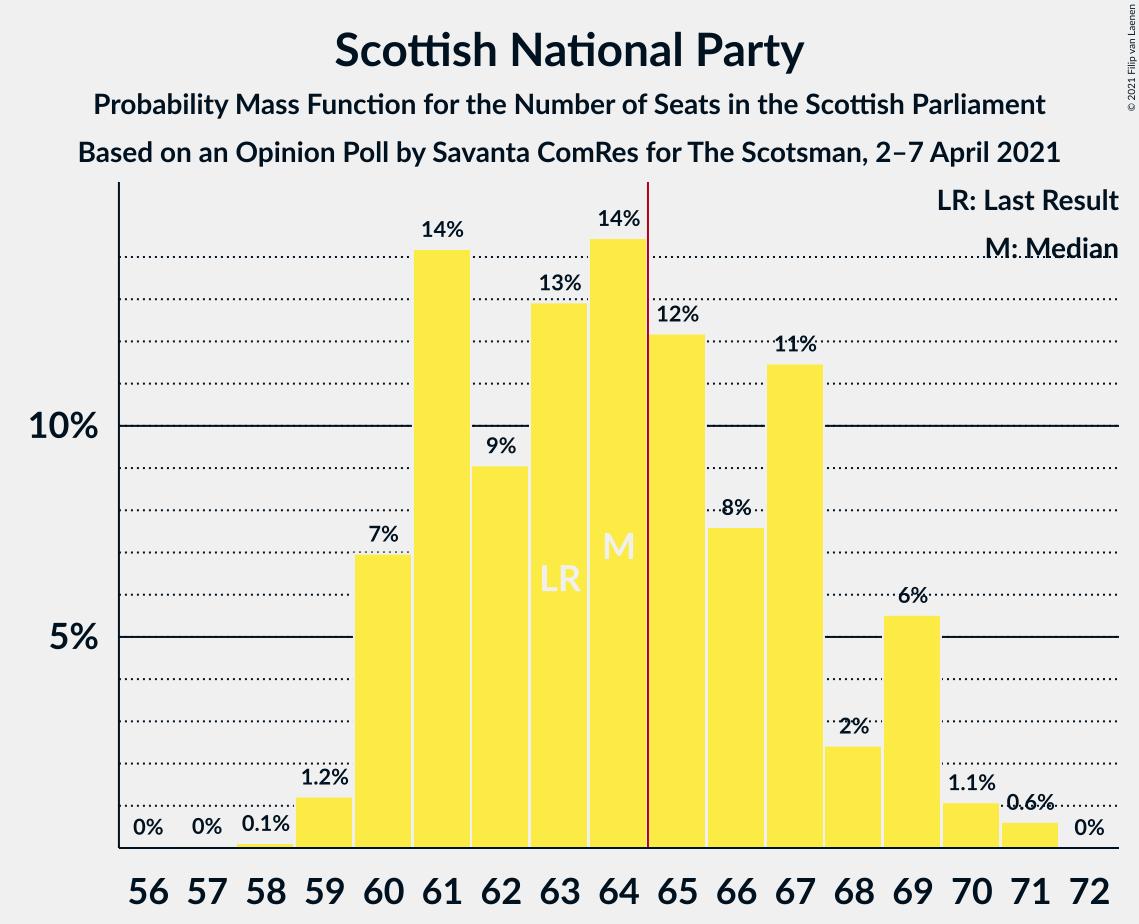 Scottish National Party
Probability Mass Function for the Number of Seats in the Scottish Parliament
Based on an Opinion Poll by Savanta ComRes for The Scotsman, 2–7 April 2021
© 2021 Filip van Laenen
LR: Last Result
M: Median
10%
5%
0%
0%
0.1%
1.2%
7%
14%
9%
13%
14%
12%
8%
11%
2%
6%
1.1%
0.6%
0%
LR
M
56 57 58 59 60 61 62 63 64 65 66 67 68 69 70 71 72